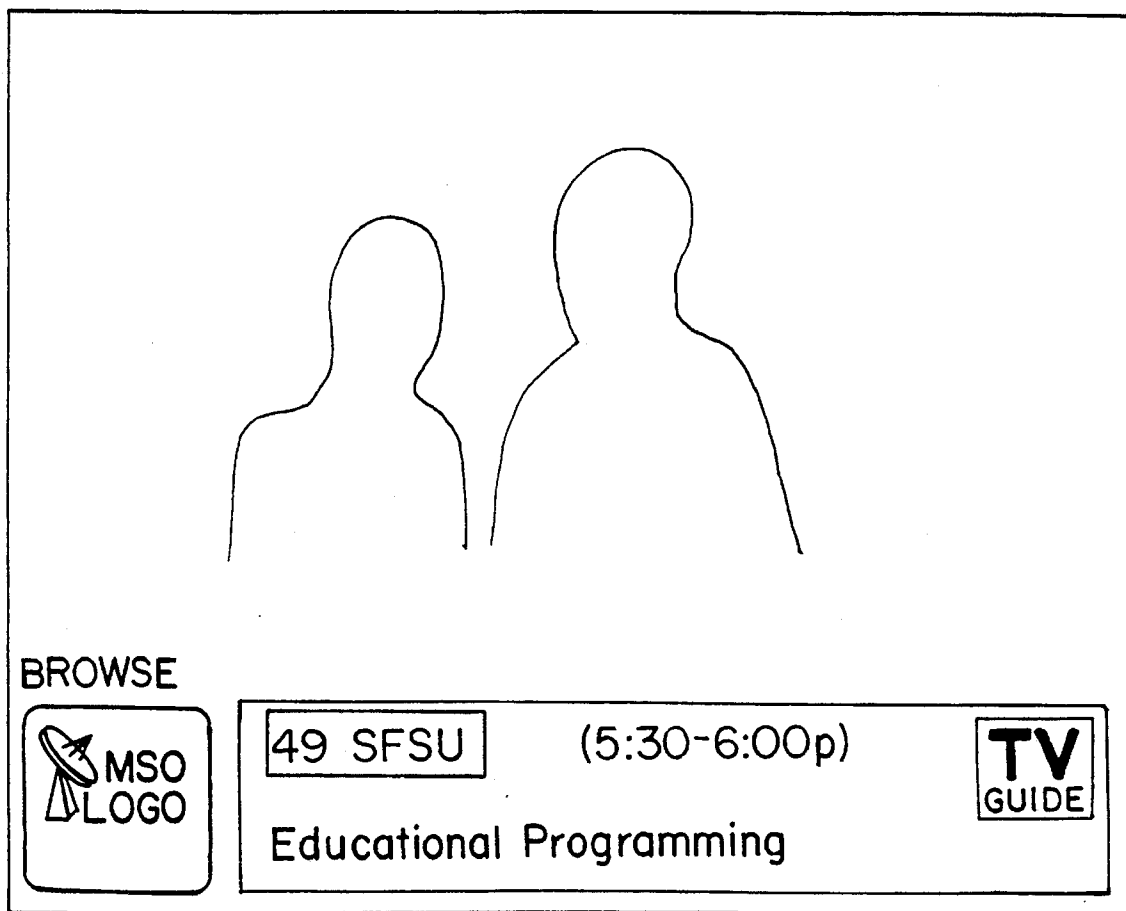 BROWSE
MSO
LOGO
49 SFSU (5:30-6:00p)
Educational Programming
TV
GUIDE